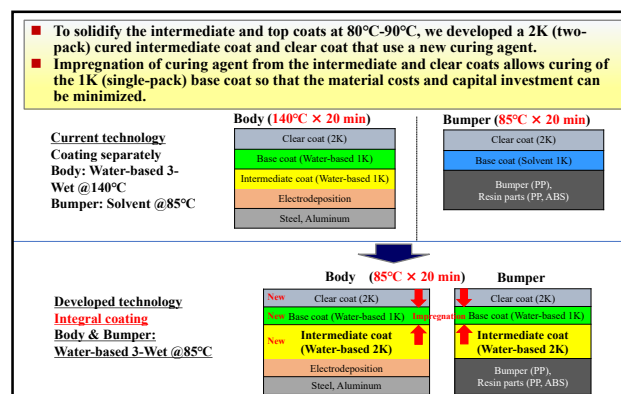 ■ To solidify the intermediate and top coats at 80℃-90℃, we developed a 2K (two-
pack) cured intermediate coat and clear coat that use a new curing agent.
■ Impregnation of curing agent from the intermediate and clear coats allows curing of
the 1K (single-pack) base coat so that the material costs and capital investment can
be minimized.
Current technology
Coating separately
Body: Water-based 3-
Wet @140℃
Bumper: Solvent @85℃
Body (140℃ × 20 min)
Clear coat (2K)
Base coat (Water-based 1K)
Intermediate coat (Water-based 1K)
Electrodeposition
Steel, Aluminum
Bumper (85℃ × 20 min)
Clear coat (2K)
Base coat (Solvent 1K)
Bumper (PP),
Resin parts (PP, ABS)
Developed technology
Integral coating
Body & Bumper:
Water-based 3-Wet @85℃
Body (85℃ × 20 min) Bumper
New Clear coat (2K)
New Base coat (Water-based 1K)
New Intermediate coat
(Water-based 2K)
Electrodeposition
Steel, Aluminum
Impregnation
Clear coat (2K)
Base coat (Water-based 1K)
Intermediate coat
(Water-based 2K)
Bumper (PP),
Resin parts (PP, ABS)